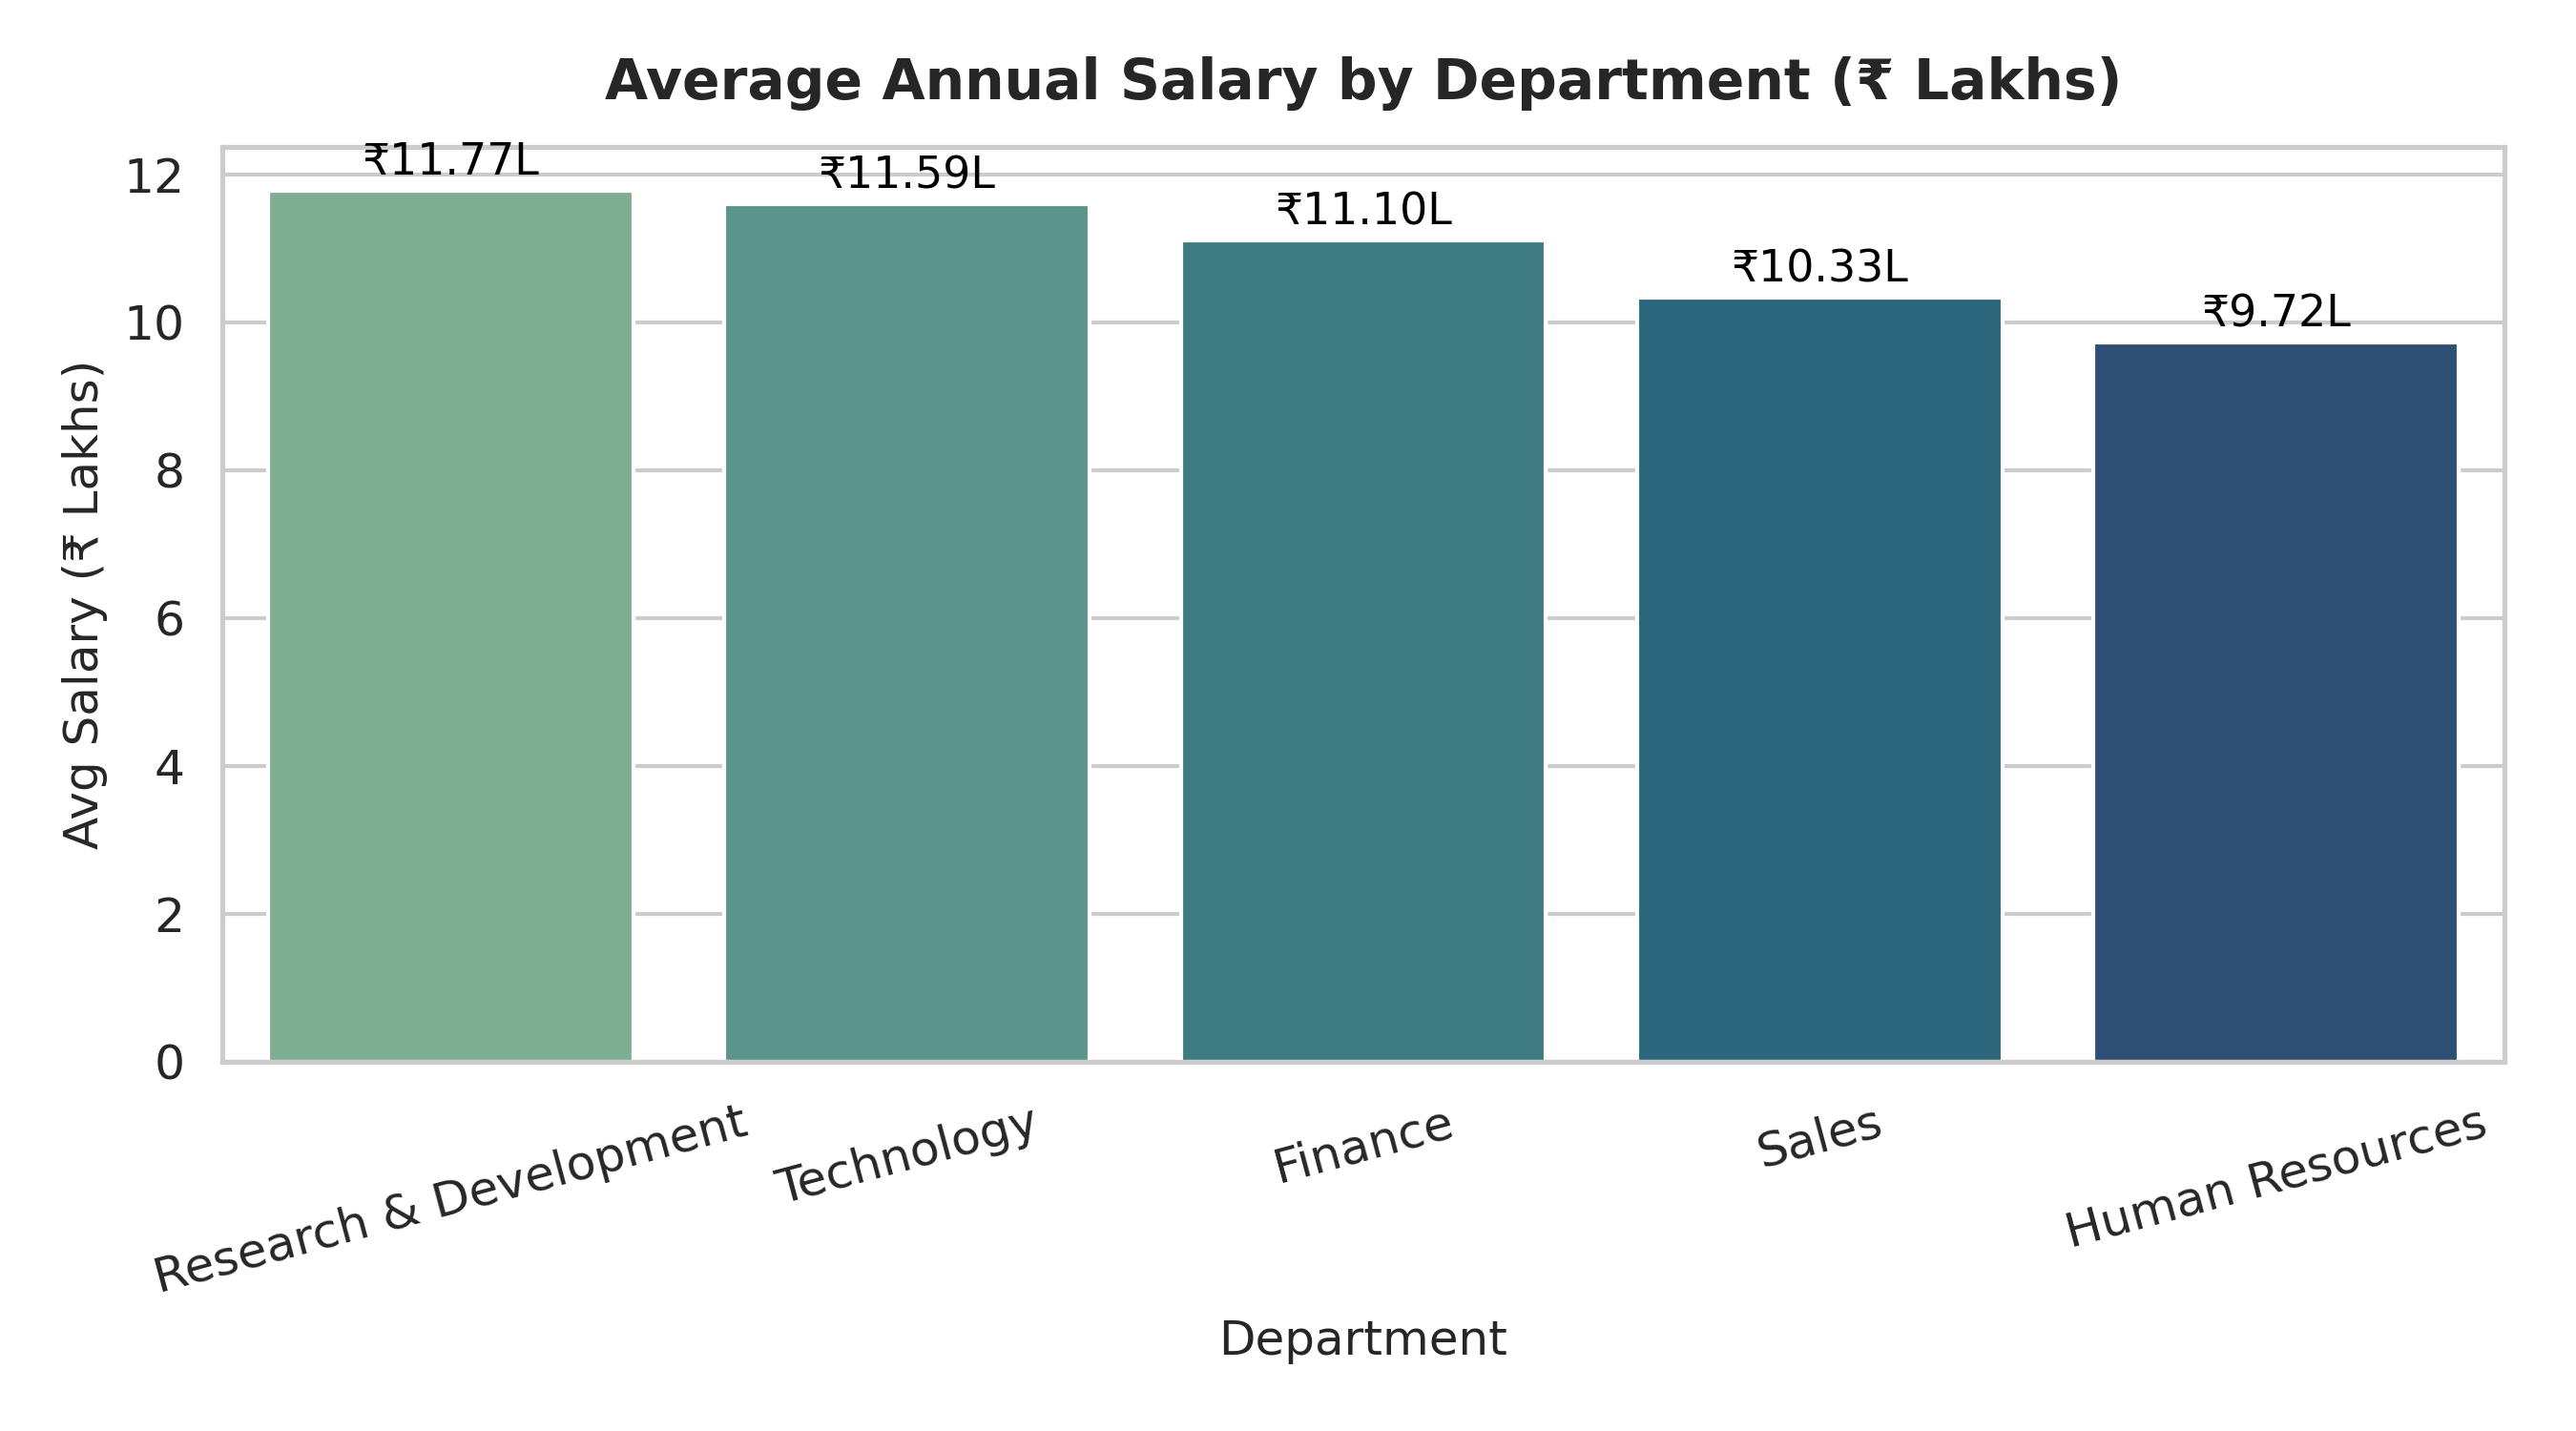 Average Annual Salary by Department (₹ Lakhs)
₹11.77L
₹11.59L
₹11.10L
₹10.33L
₹9.72L
12
10
8
6
4
2
0
Avg Salary (₹ Lakhs)
Research & Development
Technology
Finance
Sales
Human Resources
Department